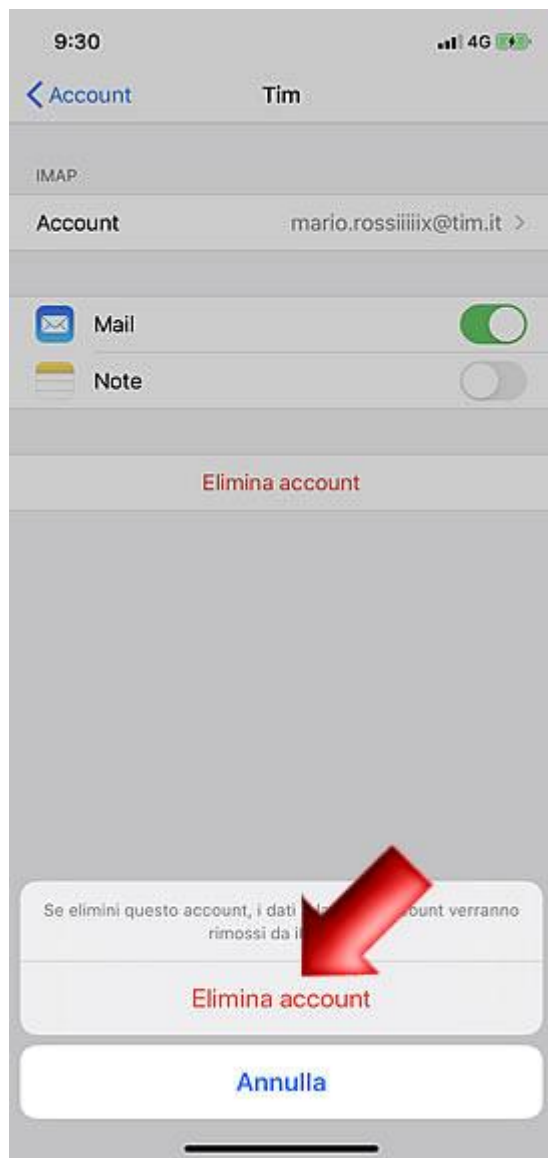 9:30
4G
Account
Tim
IMAP
Account
mario.rossiiiiix@tim.it
Mail
Note
Elimina account
Se elimini questo account, i dati account verranno
rimossi da
Elimina account
Annulla